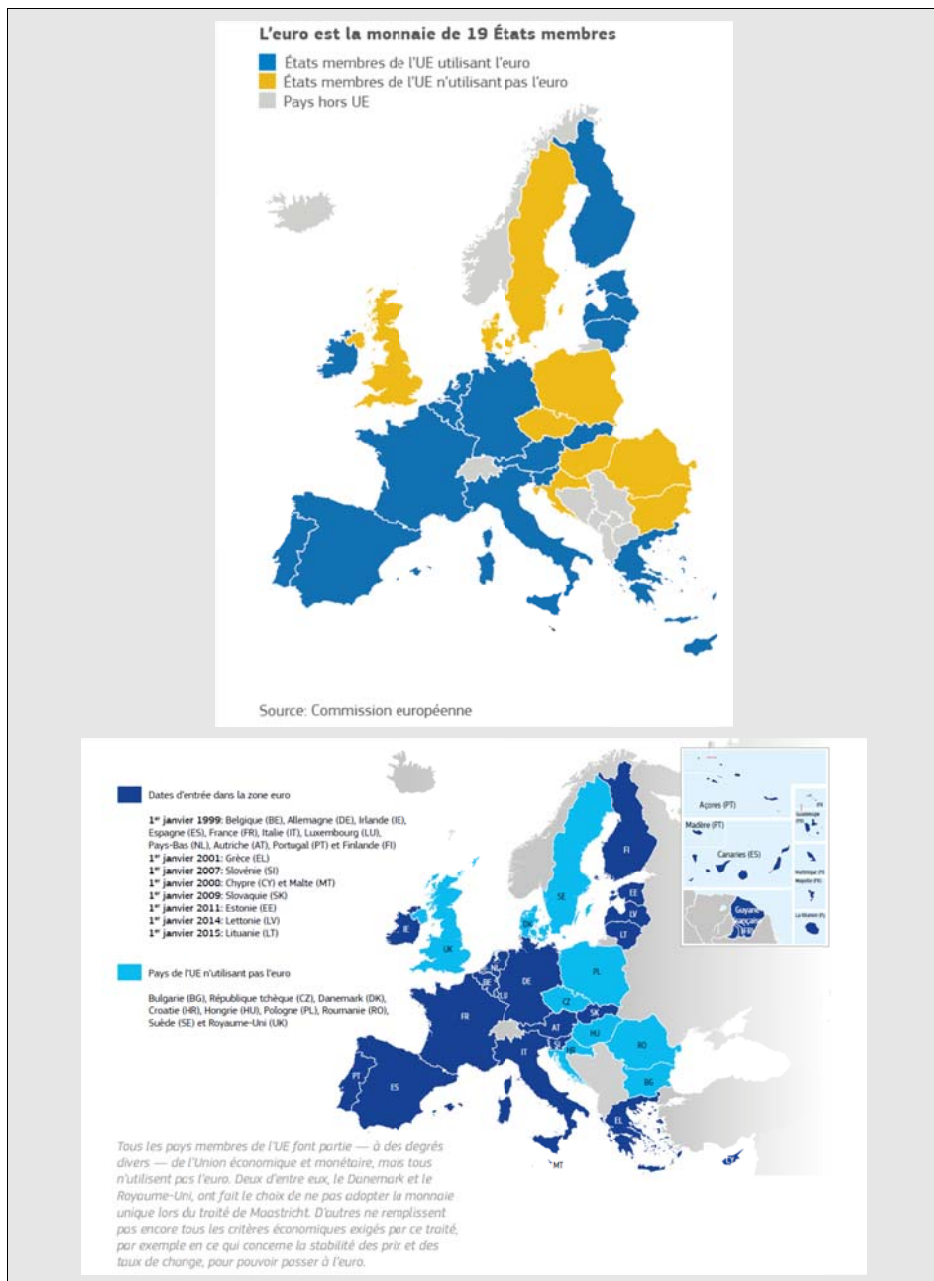 L'euro est la monnaie de 19 États membres
États membres de l'UE utilisant l'euro
États membres de l'UE n'utilisant pas l'euro
Pays hors UE
Source: Commission européenne
Dates d'entrée dans la zone euro
1er janvier 1999: Belgique (BE), Allemagne (DE), Irlande (IE),
Espagne (ES), France (FR), Italie (IT), Luxembourg (LU),
Pays-Bas (NL), Autriche (AT), Portugal (PT) et Finlande (FI)
1er janvier 2001: Grèce (EL)
1er janvier 2007: Slovénie (SI)
1er janvier 2008: Chypre (CY) et Malte (MT)
1er janvier 2009: Slovaquie (SK)
1er janvier 2011: Estonie (EE)
1er janvier 2014: Lettonie (LV)
1er janvier 2015: Lituanie (LT)
Pays de l'UE n'utilisant pas l'euro
Bulgarie (BG), République tchèque (CZ), Danemark (DK),
Croatie (HR), Hongrie (HU), Pologne (PL), Roumanie (RO),
Suède (SE) et Royaume-Uni (UK)
Tous les pays membres de l'UE font partie — à des degrés
divers — de l'Union économique et monétaire, mais tous
n'utilisent pas l'euro. Deux d'entre eux, le Danemark et le
Royaume-Uni, ont fait le choix de ne pas adopter la monnaie
unique lors du traité de Maastricht. D'autres ne remplissent
pas encore tous les critères économiques exigés par ce traité,
par exemple en ce qui concerne la stabilité des prix et des
taux de change, pour pouvoir passer à l'euro.
FI
SE
EE
LV
LT
DK
IE
UK
NL
BE
LU
DE
PL
CZ
SK
FR
AT
HU
HR
RO
IT
BG
PT
ES
EL
MT
CY
Açores (PT)
Madère (PT)
Canaries (ES)
Guadeloupe
Martinique
Mayotte (FR)
Guyane
française
(FR)
La Réunion